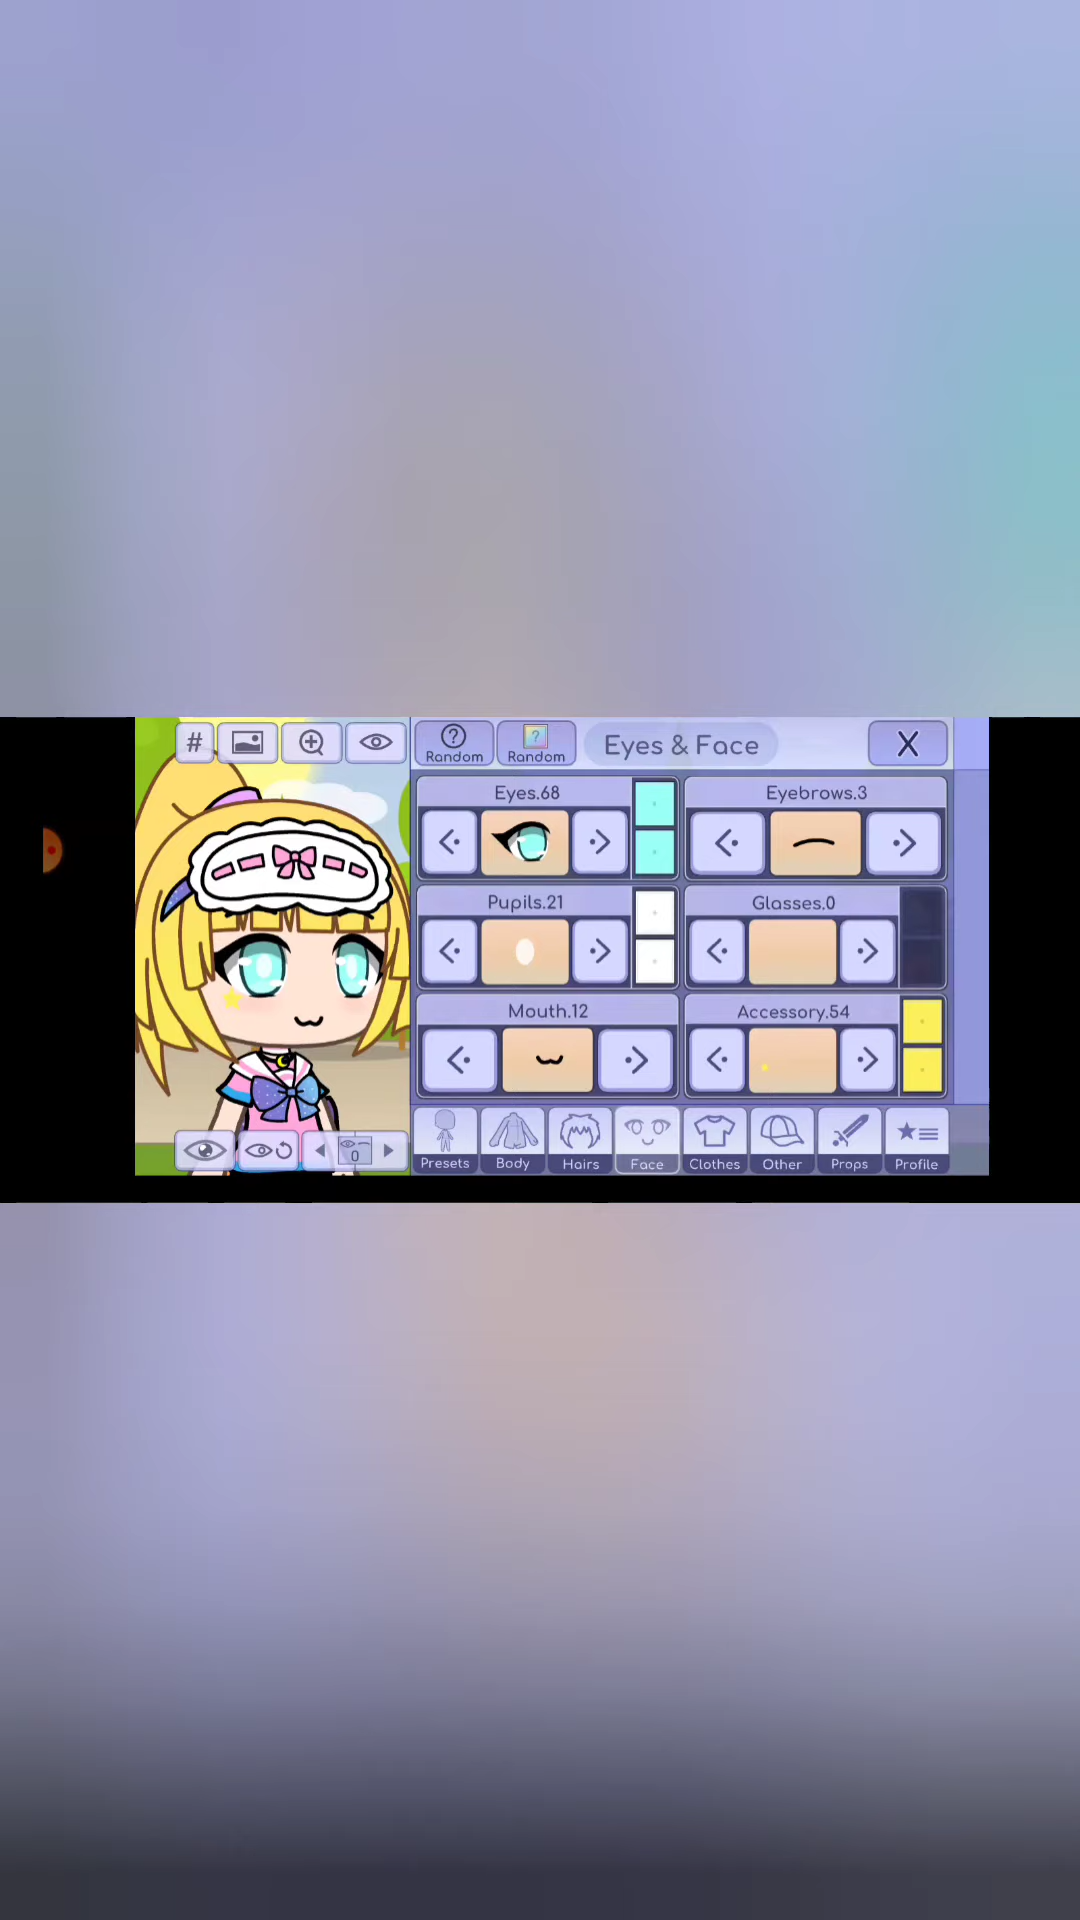 #
?
Random
?
Random
Eyes & Face
X
Eyes.68
Eyebrows.3
Pupils.21
Glasses.0
Mouth.12
Accessory.54
0
Presets
Body
Hairs
Face
Clothes
Other
Props
Profile